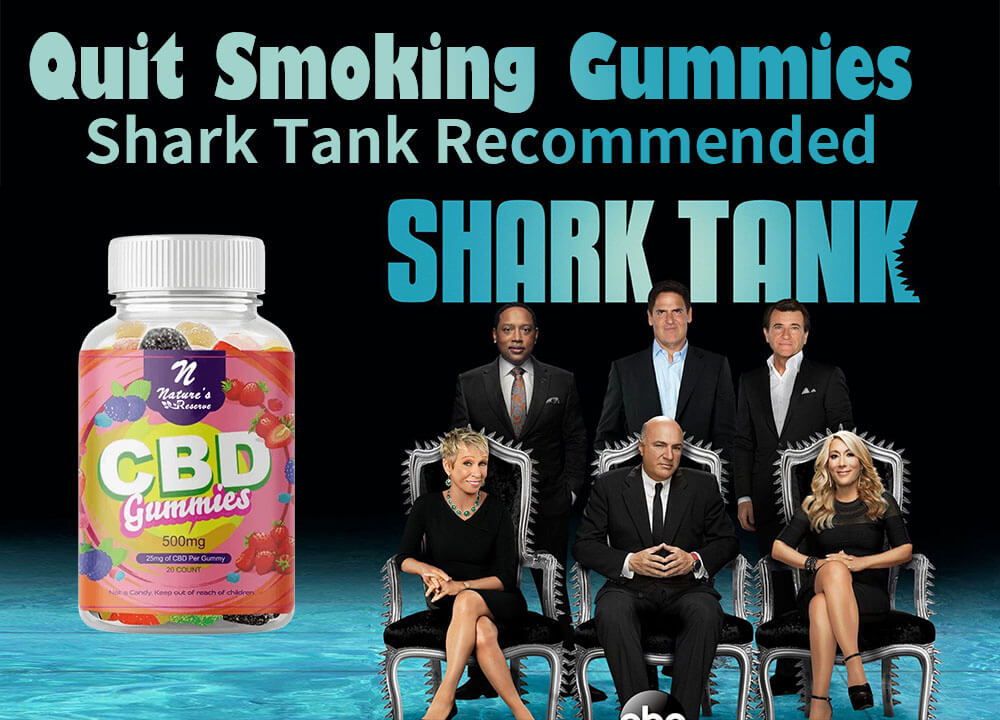 Quit Smoking Gummies
Shark Tank Recommended
SHARK TANK
N
Nature's
Reserve
CBD
Gummies
500mg
25mg of CBD Per Gummy
20 COUNT
Not a Candy. Keep out of reach of children.
abc